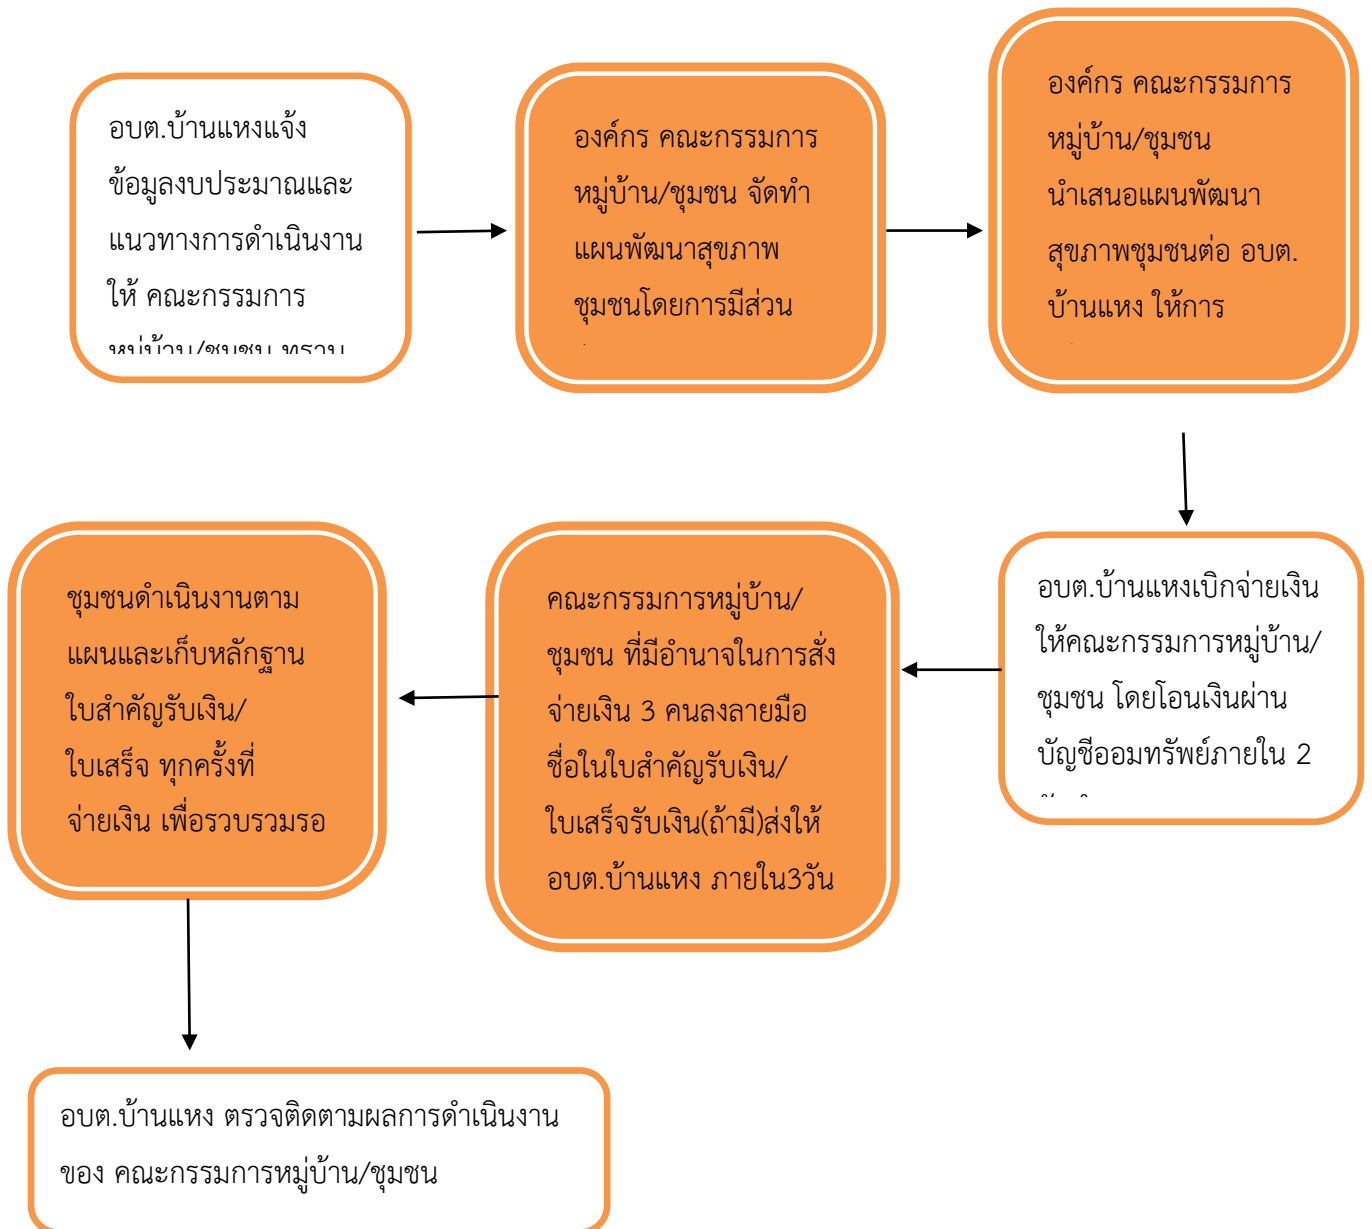 อบต.บ้านแหงแจ้ง
ข้อมูลงบประมาณและ
แนวทางการดำเนินงาน
ให้ คณะกรรมการ
หมู่บ้าน/ชุมชน ทราบ
องค์กร คณะกรรมการ
หมู่บ้าน/ชุมชน จัดทำ
แผนพัฒนาสุขภาพ
ชุมชนโดยการมีส่วน
องค์กร คณะกรรมการ
หมู่บ้าน/ชุมชน
นำเสนอแผนพัฒนา
สุขภาพชุมชนต่อ อบต.
บ้านแหง ให้การ
อบต.บ้านแหงเบิกจ่ายเงิน
ให้คณะกรรมการหมู่บ้าน/
ชุมชน โดยโอนเงินผ่าน
บัญชีออมทรัพย์ภายใน 2
คณะกรรมการหมู่บ้าน/
ชุมชน ที่มีอำนาจในการสั่ง
จ่ายเงิน 3 คนลงลายมือ
ชื่อในใบสำคัญรับเงิน/
ใบเสร็จรับเงิน(ถ้ามี)ส่งให้
อบต.บ้านแหง ภายใน3วัน
ชุมชนดำเนินงานตาม
แผนและเก็บหลักฐาน
ใบสำคัญรับเงิน/
ใบเสร็จ ทุกครั้งที่
จ่ายเงิน เพื่อรวบรวมรอ
อบต.บ้านแหง ตรวจติดตามผลการดำเนินงาน
ของ คณะกรรมการหมู่บ้าน/ชุมชน